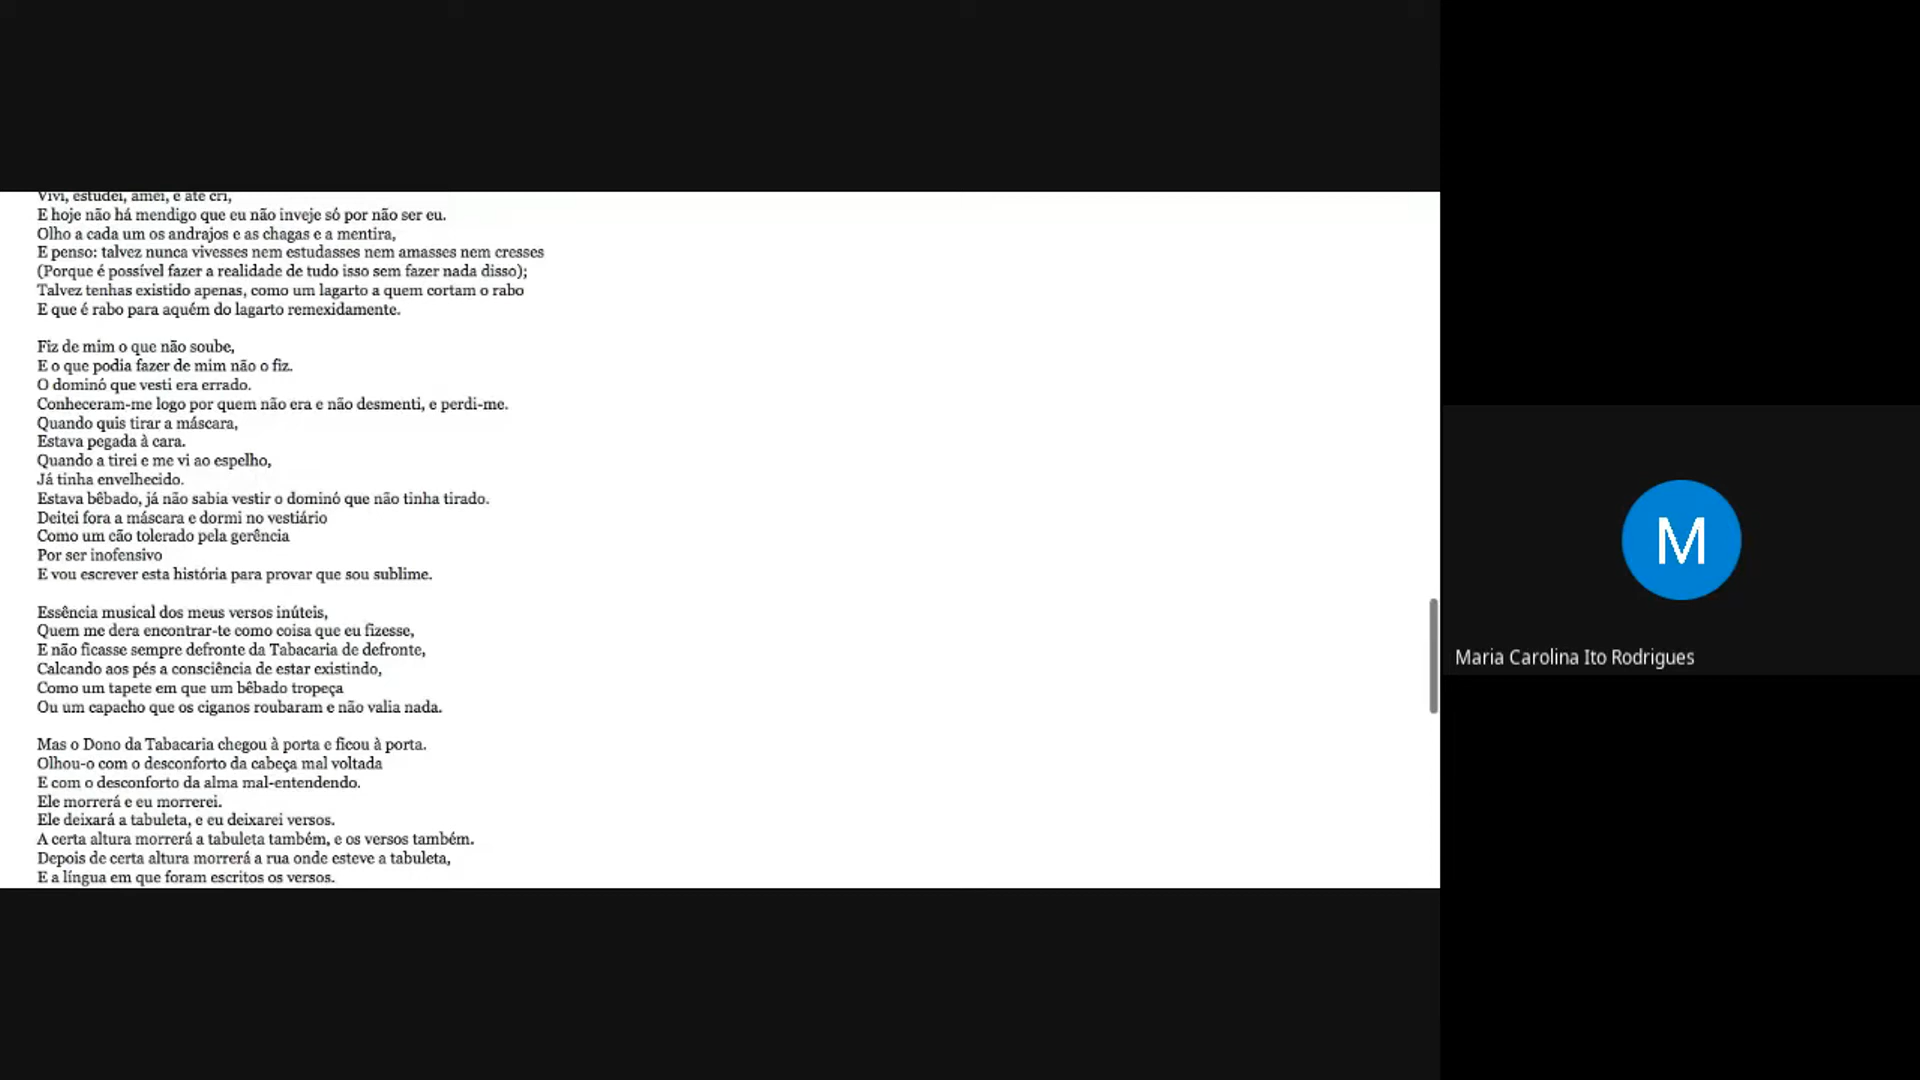 Vivi, estudei, amei, e até cri,
E hoje não há mendigo que eu não inveje só por não ser eu.
Olho a cada um os andrajos e as chagas e a mentira,
E penso: talvez nunca vivesses nem estudasses nem amasses nem cresses
(Porque é possível fazer a realidade de tudo isso sem fazer nada disso);
Talvez tenhas existido apenas, como um lagarto a quem cortam o rabo
E que é rabo para aquém do lagarto remexidamente.
Fiz de mim o que não soube,
E o que podia fazer de mim não o fiz.
O dominó que vesti era errado.
Conheceram-me logo por quem não era e não desmenti, e perdi-me.
Quando quis tirar a máscara,
Estava pegada à cara.
Quando a tirei e me vi ao espelho,
Já tinha envelhecido.
Estava bêbado, já não sabia vestir o dominó que não tinha tirado.
Deitei fora a máscara e dormi no vestiário
Como um cão tolerado pela gerência
Por ser inofensivo
E vou escrever esta história para provar que sou sublime.
Essência musical dos meus versos inúteis,
Quem me dera encontrar-te como coisa que eu fizesse,
E não ficasse sempre defronte da Tabacaria de defronte,
Calcando aos pés a consciência de estar existindo,
Como um tapete em que um bêbado tropeça
Ou um capacho que os ciganos roubaram e não valia nada.
Mas o Dono da Tabacaria chegou à porta e ficou à porta.
Olhou-o com o desconforto da cabeça mal voltada
E com o desconforto da alma mal-entendendo.
Ele morrerá e eu morrerei.
Ele deixará a tabuleta, e eu deixarei versos.
A certa altura morrerá a tabuleta também, e os versos também.
Depois de certa altura morrerá a rua onde esteve a tabuleta,
E a língua em que foram escritos os versos.
M
Maria Carolina Ito Rodrigues